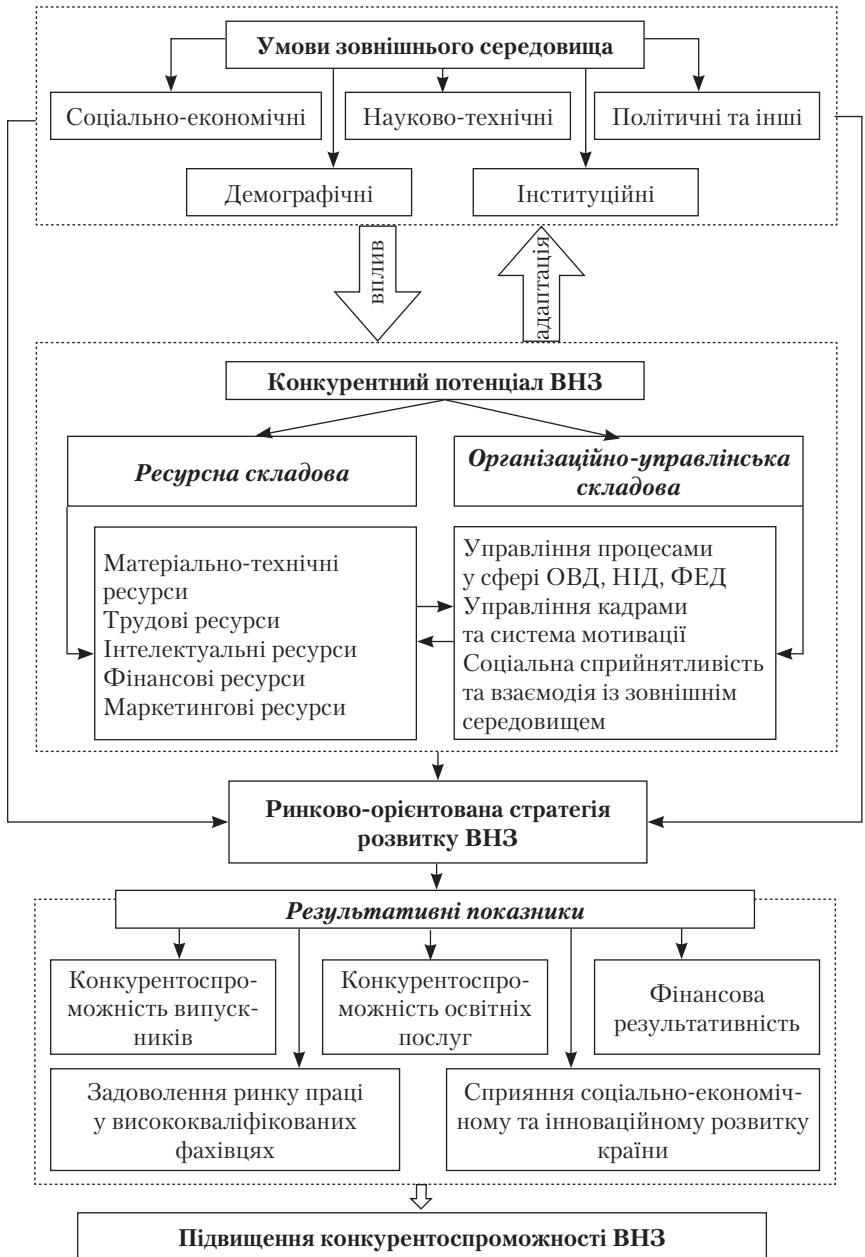 Умови зовнішнього середовища
Соціально-економічні
Науково-технічні
Політичні та інші
Демографічні
Інституційні
вплив
адаптація
Конкурентний потенціал ВНЗ
Ресурсна складова
Організаційно-управлінська
складова
Матеріально-технічні
ресурси
Трудові ресурси
Інтелектуальні ресурси
Фінансові ресурси
Маркетингові ресурси
Управління процесами
у сфері ОВД, НІД, ФЕД
Управління кадрами
та система мотивації
Соціальна сприйнятливість
та взаємодія із зовнішнім
середовищем
Ринково-орієнтована стратегія
розвитку ВНЗ
Результативні показники
Конкурентоспро-
можність випуск-
ників
Конкурентоспро-
можність освітніх
послуг
Фінансова
результативність
Задоволення ринку праці
у висококваліфікованих
фахівцях
Сприяння соціально-економіч-
ному та інноваційному розвитку
країни
Підвищення конкурентоспроможності ВНЗ